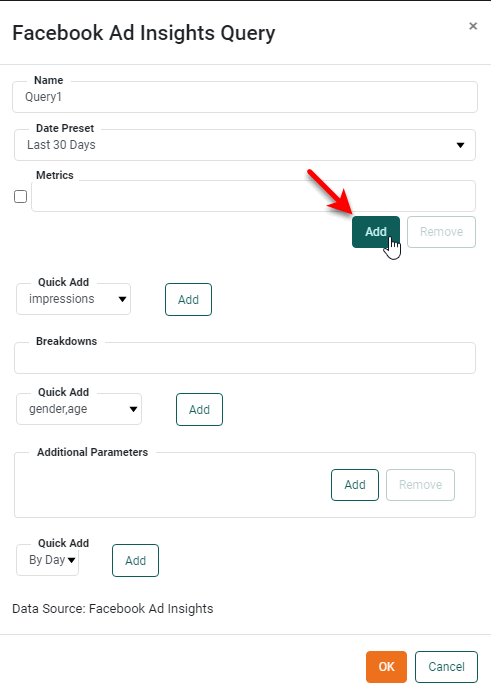 Facebook Ad Insights Query
×
Name
Query1
Date Preset
Last 30 Days
Metrics
Add
Remove
Quick Add
impressions
Add
Breakdowns
Quick Add
gender,age
Add
Additional Parameters
Add
Remove
Quick Add
By Day
Add
Data Source: Facebook Ad Insights
OK
Cancel